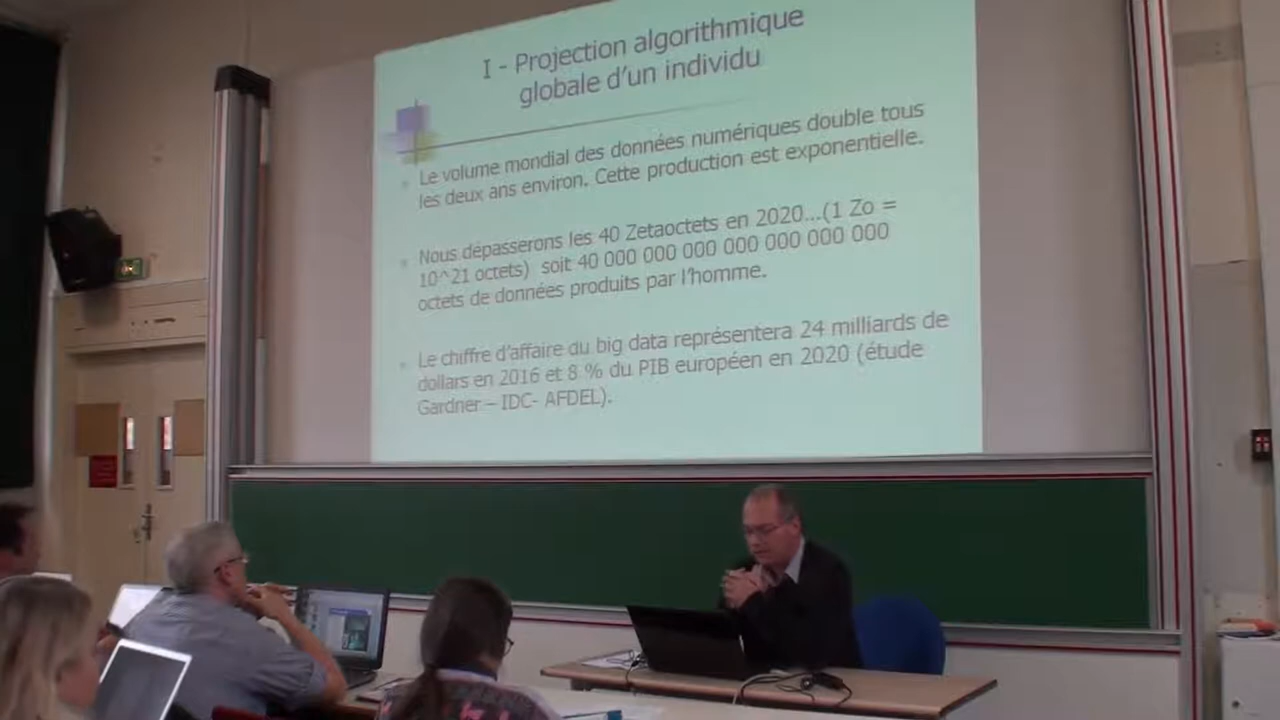 I - Projection algorithmique
globale d'un individu
Le volume mondial des données numériques double tous
les deux ans environ. Cette production est exponentielle.
Nous dépasserons les 40 Zetaoctets en 2020...(1 Zo =
10^21 octets) soit 40 000 000 000 000 000 000 000
octets de données produits par l'homme.
Le chiffre d'affaire du big data représentera 24 milliards de
dollars en 2016 et 8 % du PIB européen en 2020 (étude
Gardner – IDC- AFDEL).